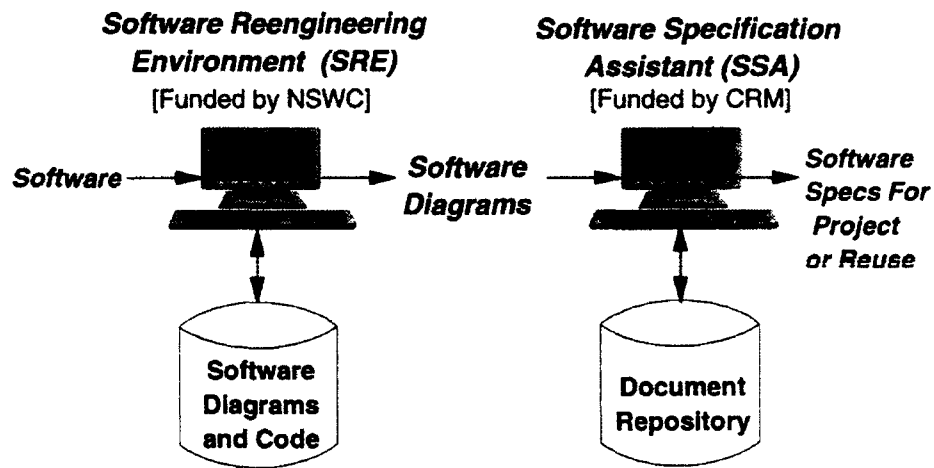 Software Reengineering
Environment (SRE)
[Funded by NSWC]
Software Specification
Assistant (SSA)
[Funded by CRM]
Software
Software
Diagrams
Software
Specs For
Project
or Reuse
Software
Diagrams
and Code
Document
Repository